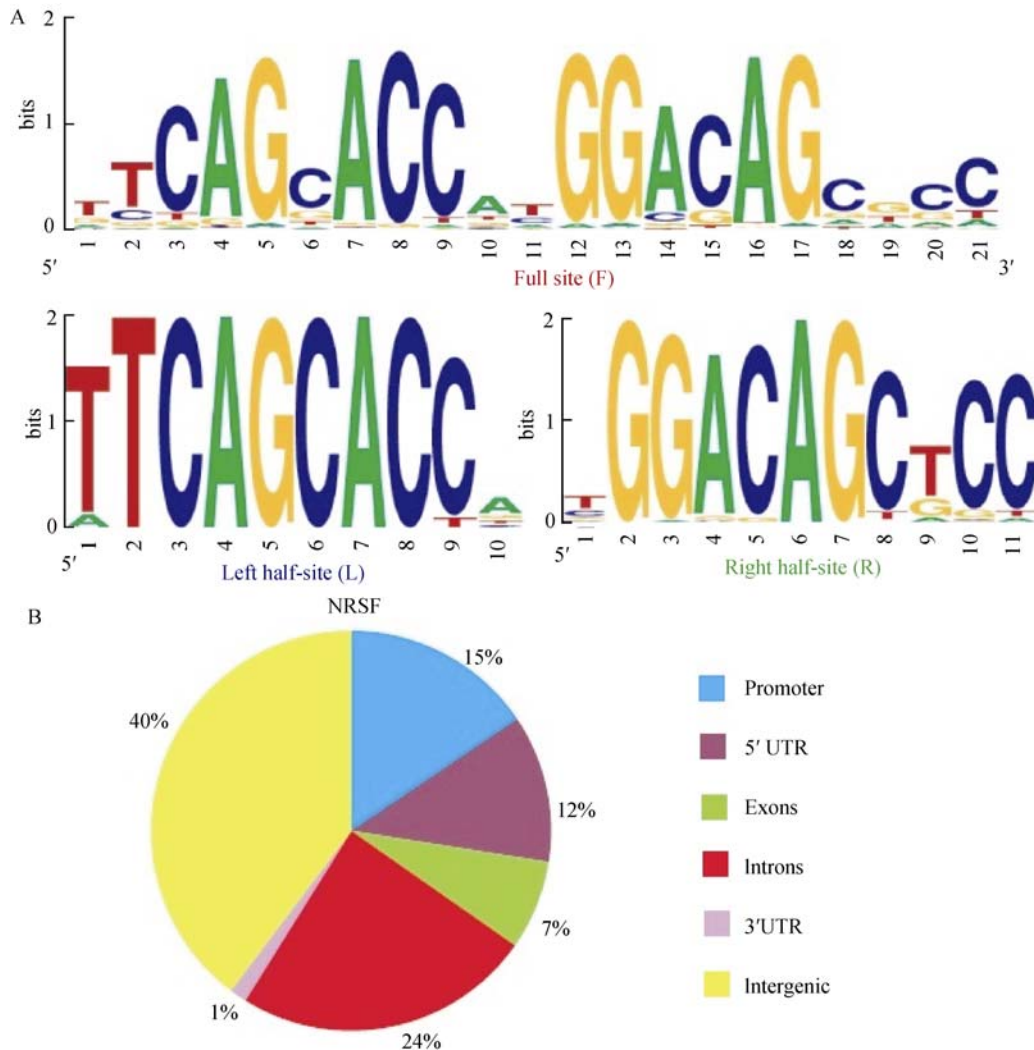 A
2
bits
1
0
TTCAGCACCATGGACAGCGCC
1 2 3 4 5 6 7 8 9 10 11 12 13 14 15 16 17 18 19 20 21
5′ 3′
Full site (F)
2
bits
1
0
TTCAGCACCA
A T
1 2 3 4 5 6 7 8 9 10
5′
Left half-site (L)
2
bits
1
0
TGGACAGCTCC
1 2 3 4 5 6 7 8 9 10 11
5′
Right half-site (R)
B
NRSF
15%
12%
7%
24%
1%
40%
Promoter
5′ UTR
Exons
Introns
3′UTR
Intergenic